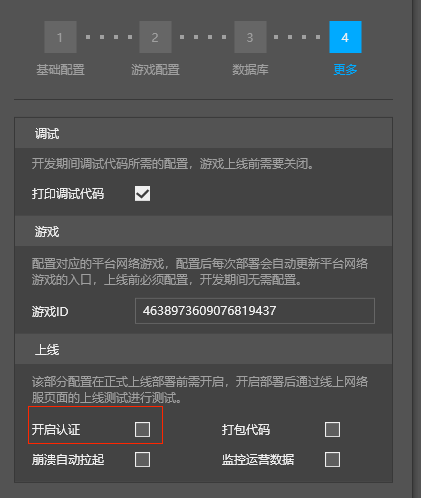 1 2 3 4
基础配置 游戏配置 数据库 更多
调试
开发期间调试代码所需的配置，游戏上线前需要关闭。
打印调试代码
游戏
配置对应的平台网络游戏，配置后每次部署会自动更新平台网络
游戏的入口，上线前必须配置，开发期间无需配置。
游戏ID 4638973609076819437
上线
该部分配置在正式上线部署前需开启，开启部署后通过线上网络
服页面的上线测试进行测试。
开启认证 打包代码
崩溃自动拉起 监控运营数据